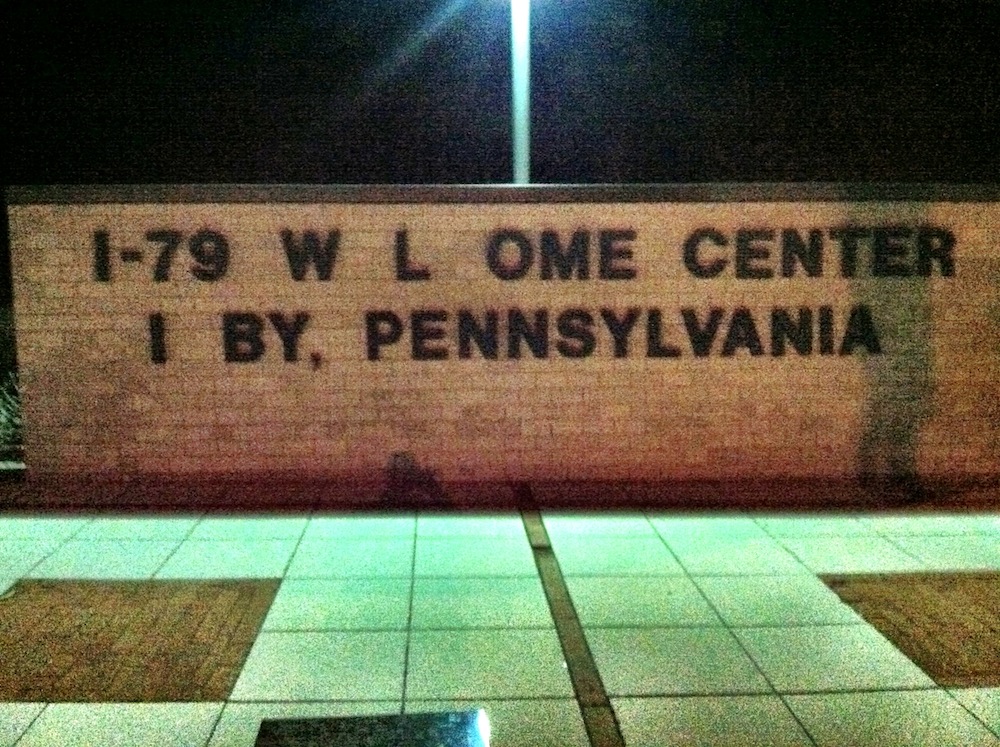 I-79 W L OME CENTER
I BY, PENNSYLVANIA